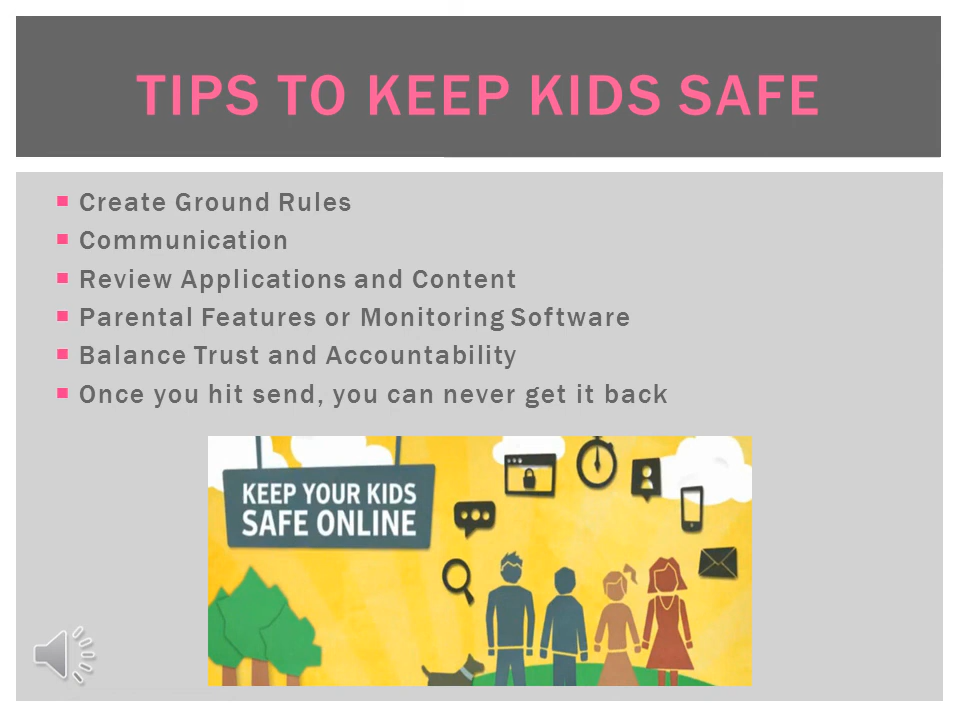 TIPS TO KEEP KIDS SAFE
Create Ground Rules
Communication
Review Applications and Content
Parental Features or Monitoring Software
Balance Trust and Accountability
Once you hit send, you can never get it back
KEEP YOUR KIDS
SAFE ONLINE